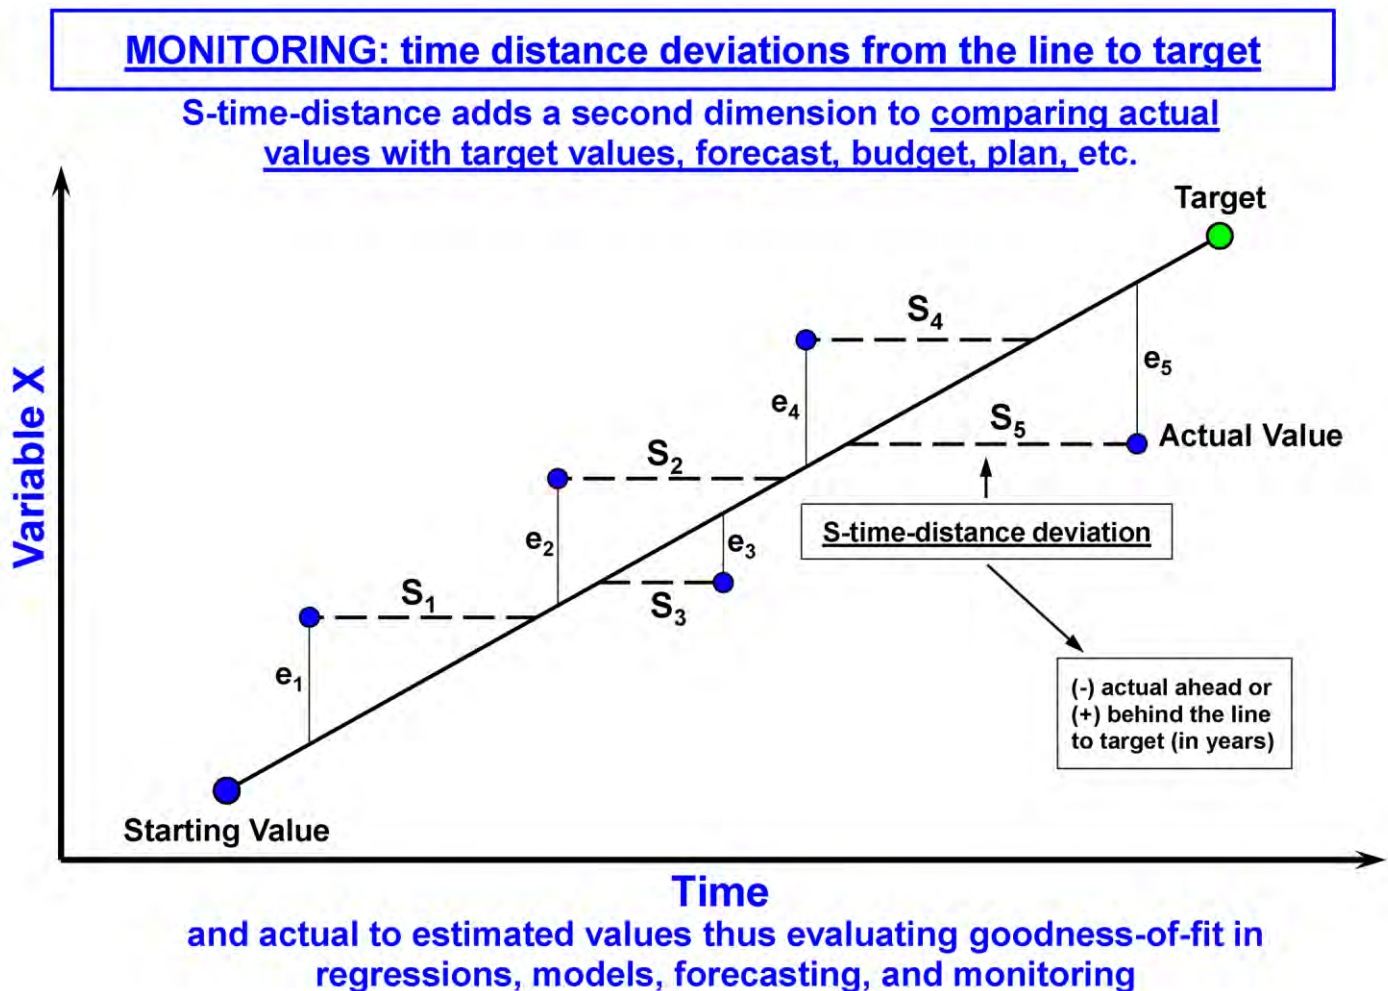 MONITORING: time distance deviations from the line to target
S-time-distance adds a second dimension to comparing actual
values with target values, forecast, budget, plan, etc.
Target
S₄
e₅
e₄
S₅
Actual Value
Variable X
S₂
S-time-distance deviation
e₂
e₃
S₁
S₃
e₁
(-) actual ahead or
(+) behind the line
to target (in years)
Starting Value
Time
and actual to estimated values thus evaluating goodness-of-fit in
regressions, models, forecasting, and monitoring